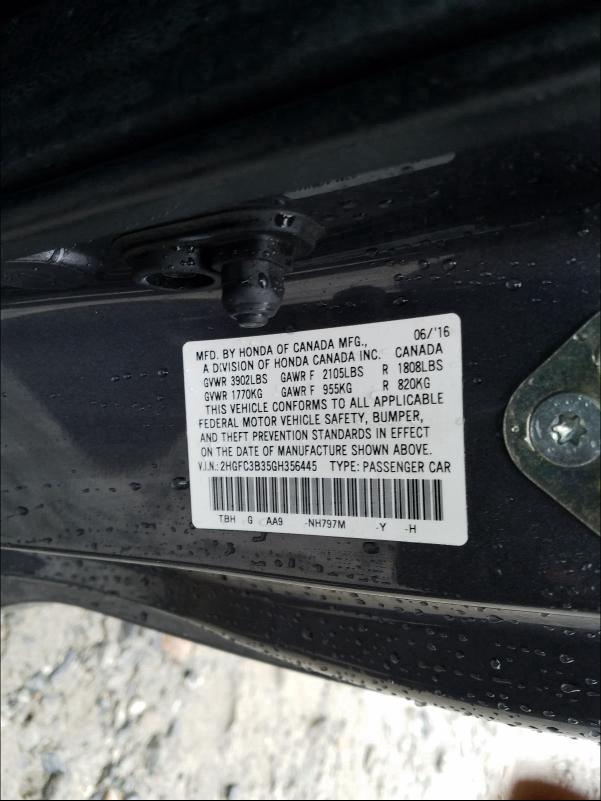 MFD. BY HONDA OF CANADA MFG., 06/'16
A DIVISION OF HONDA CANADA INC. CANADA
GVWR 3902LBS GAWR F 2105LBS R 1808LBS
GVWR 1770KG GAWR F 955KG R 820KG
THIS VEHICLE CONFORMS TO ALL APPLICABLE
FEDERAL MOTOR VEHICLE SAFETY, BUMPER,
AND THEFT PREVENTION STANDARDS IN EFFECT
ON THE DATE OF MANUFACTURE SHOWN ABOVE.
V.I.N.: 2HGFC3B35GH356445 TYPE: PASSENGER CAR
TBH G AA9 -NH797M -Y -H